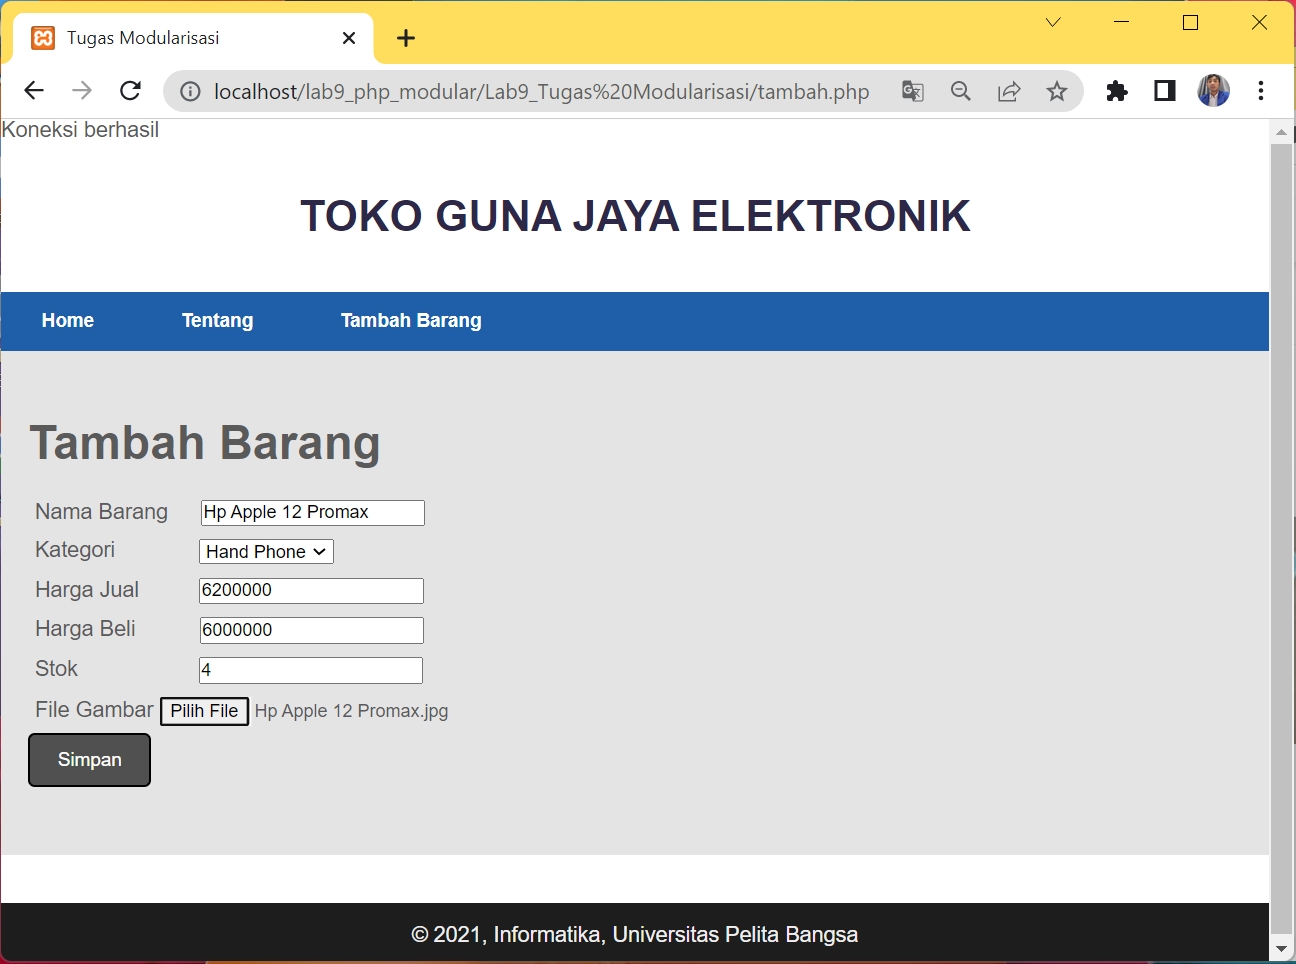 Tugas Modularisasi
localhost/lab9_php_modular/Lab9_Tugas%20Modularisasi/tambah.php
Koneksi berhasil
TOKO GUNA JAYA ELEKTRONIK
Home Tentang Tambah Barang
Tambah Barang
Nama Barang Hp Apple 12 Promax
Kategori Hand Phone
Harga Jual 6200000
Harga Beli 6000000
Stok 4
File Gambar Pilih File Hp Apple 12 Promax.jpg
Simpan
© 2021, Informatika, Universitas Pelita Bangsa